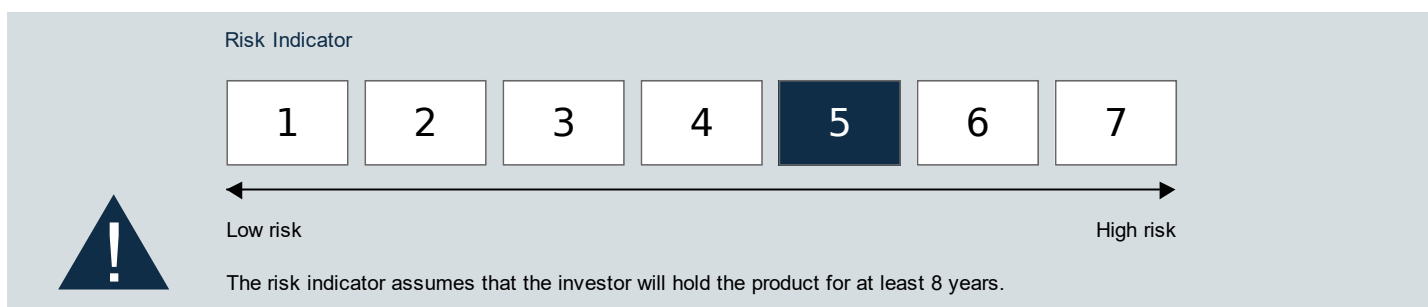 Risk Indicator
1 2 3 4 5 6 7
Low risk High risk
!
The risk indicator assumes that the investor will hold the product for at least 8 years.